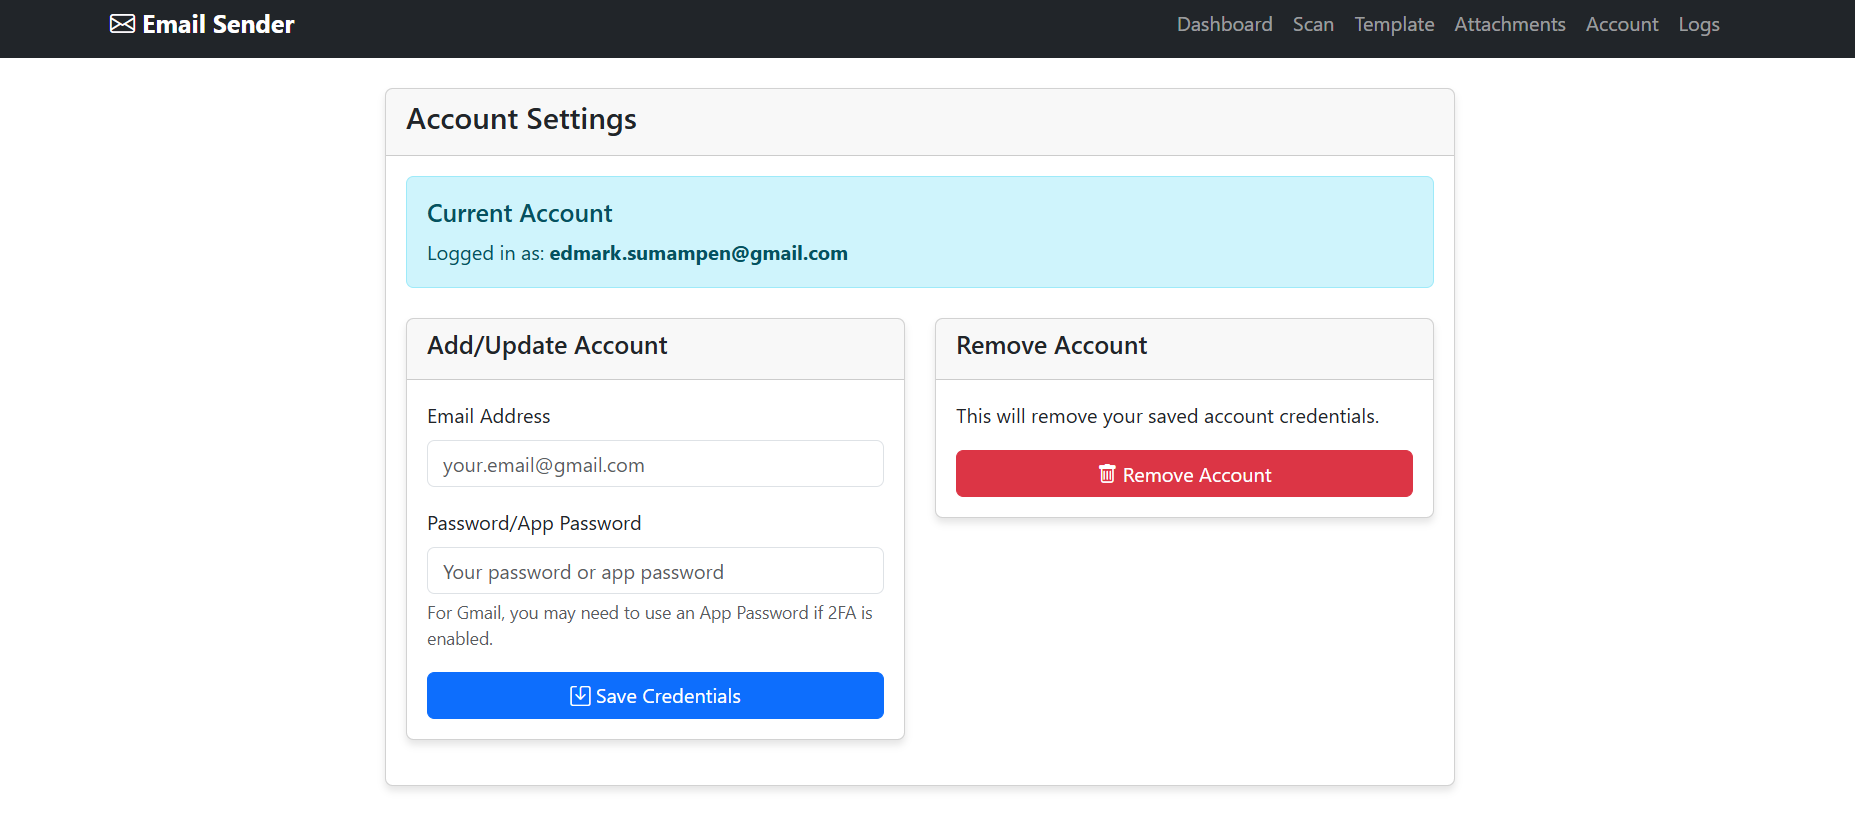 Email Sender
Dashboard Scan Template Attachments Account Logs
Account Settings
Current Account
Logged in as: edmark.sumampen@gmail.com
Add/Update Account
Email Address
your.email@gmail.com
Password/App Password
Your password or app password
For Gmail, you may need to use an App Password if 2FA is
enabled.
Save Credentials
Remove Account
This will remove your saved account credentials.
Remove Account